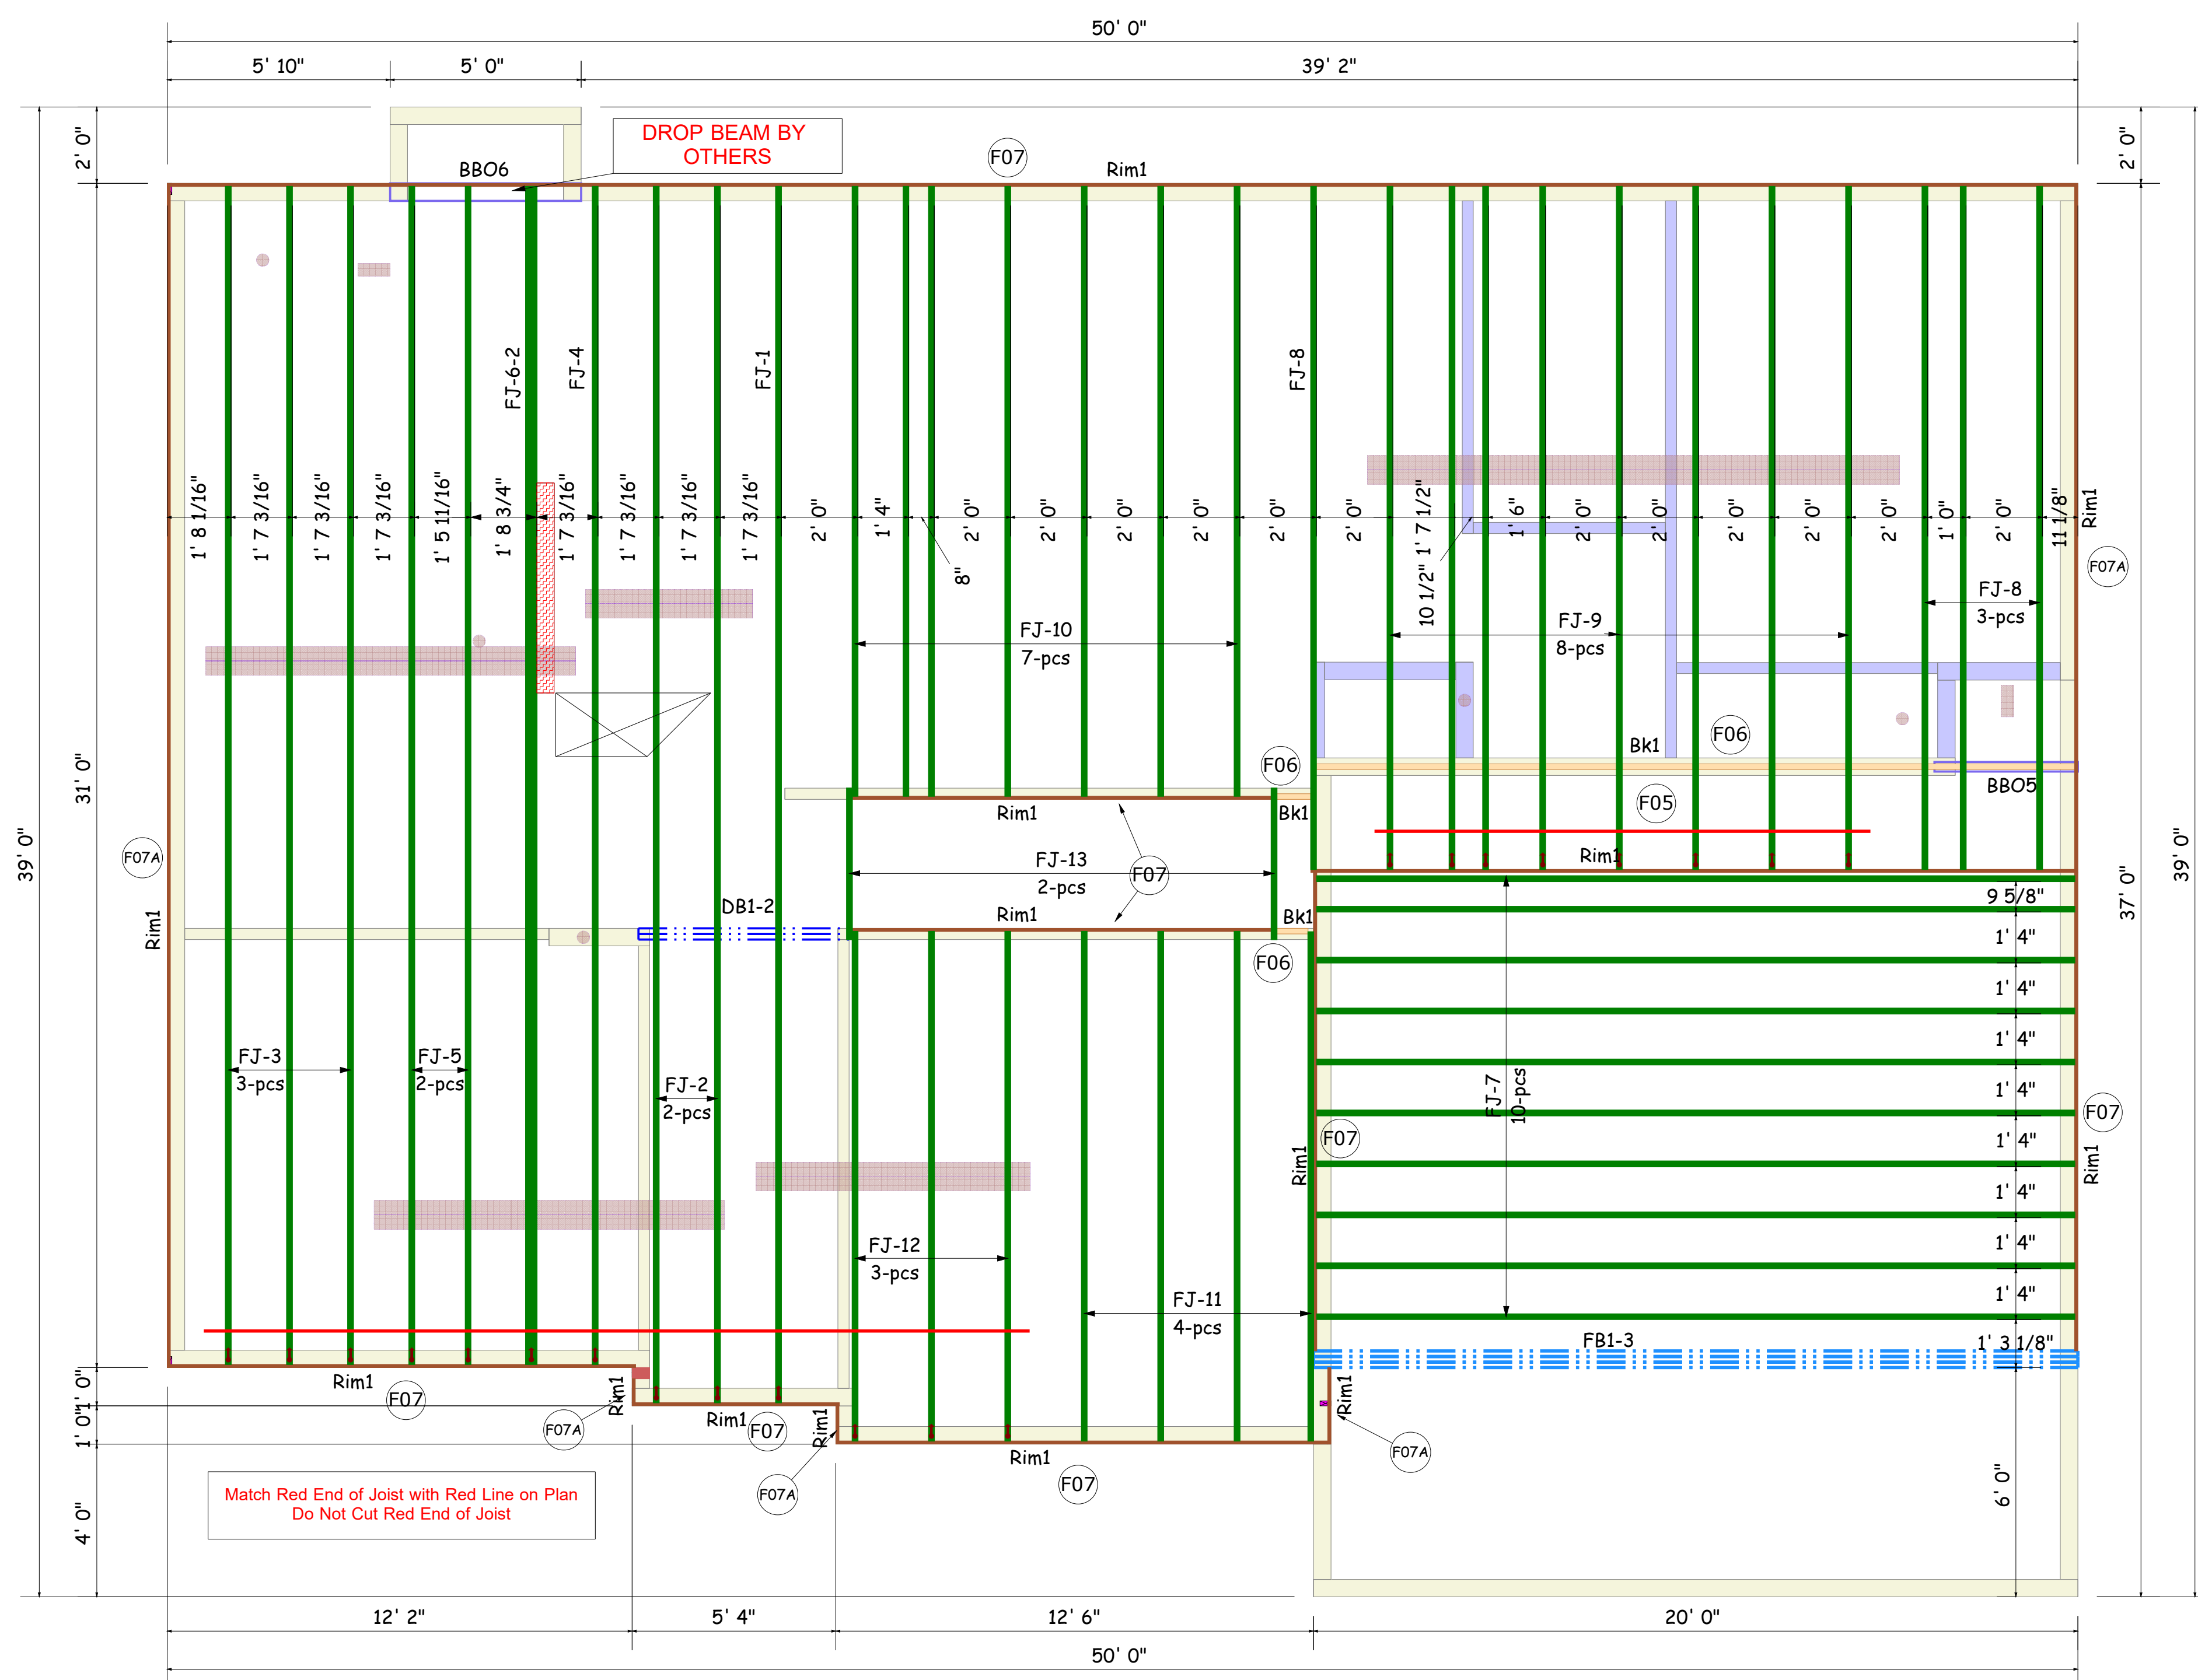 50' 0"
5' 10"
5' 0"
39' 2"
2' 0"
DROP BEAM BY
OTHERS
2' 0"
BBO6
F07
Rim1
FJ-6-2
FJ-4
FJ-1
FJ-8
1' 8 1/16"
1' 7 3/16"
1' 7 3/16"
1' 7 3/16"
1' 5 11/16"
1' 8 3/4"
1' 7 3/16"
1' 7 3/16"
1' 7 3/16"
1' 7 3/16"
2' 0"
1' 4"
8"
2' 0"
2' 0"
2' 0"
2' 0"
2' 0"
2' 0"
1' 7 1/2"
10 1/2"
1' 6"
2' 0"
2' 0"
2' 0"
2' 0"
2' 0"
1' 0"
2' 0"
11 1/8"
Rim1
F07A
FJ-8
3-pcs
FJ-10
7-pcs
FJ-9
8-pcs
31' 0"
39' 0"
F07A
Rim1
F06
Bk1
F06
BBO5
F05
Rim1
Bk1
Rim1
FJ-13
2-pcs
F07
DB1-2
Rim1
Bk1
F06
37' 0"
39' 0"
9 5/8"
1' 4"
1' 4"
1' 4"
1' 4"
1' 4"
1' 4"
1' 4"
1' 4"
1' 3 1/8"
FJ-3
3-pcs
FJ-5
2-pcs
FJ-2
2-pcs
FJ-7
10-pcs
F07
Rim1
F07
Rim1
FJ-12
3-pcs
FJ-11
4-pcs
FB1-3
Rim1
F07
Rim1
F07A
Rim1
F07
Rim1
F07A
Rim1
F07
Rim1
F07A
1' 0"
1' 0"
4' 0"
6' 0"
Match Red End of Joist with Red Line on Plan
Do Not Cut Red End of Joist
12' 2"
5' 4"
12' 6"
20' 0"
50' 0"